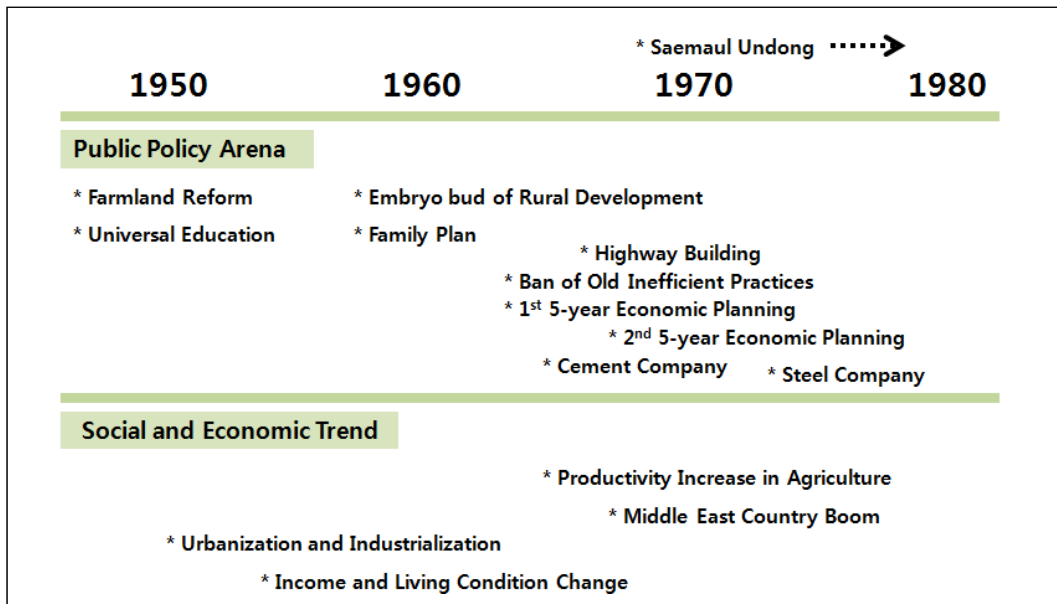 * Saemaul Undong
1950 1960 1970 1980
Public Policy Arena
* Farmland Reform * Embryo bud of Rural Development
* Universal Education * Family Plan
* Highway Building
* Ban of Old Inefficient Practices
* 1st 5-year Economic Planning
* 2nd 5-year Economic Planning
* Cement Company * Steel Company
Social and Economic Trend
* Productivity Increase in Agriculture
* Middle East Country Boom
* Urbanization and Industrialization
* Income and Living Condition Change